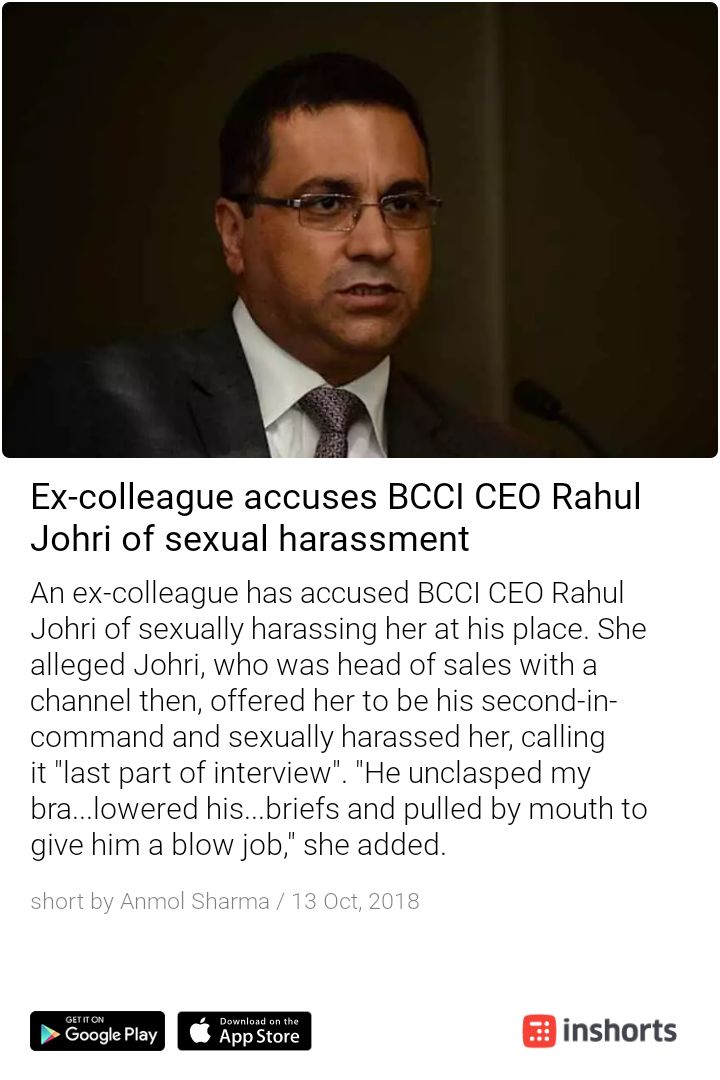 Ex-colleague accuses BCCI CEO Rahul
Johri of sexual harassment
An ex-colleague has accused BCCI CEO Rahul
Johri of sexually harassing her at his place. She
alleged Johri, who was head of sales with a
channel then, offered her to be his second-in-
command and sexually harassed her, calling
it "last part of interview". "He unclasped my
bra...lowered his...briefs and pulled by mouth to
give him a blow job," she added.
short by Anmol Sharma / 13 Oct, 2018
GET IT ON
Google Play
Download on the
App Store
inshorts